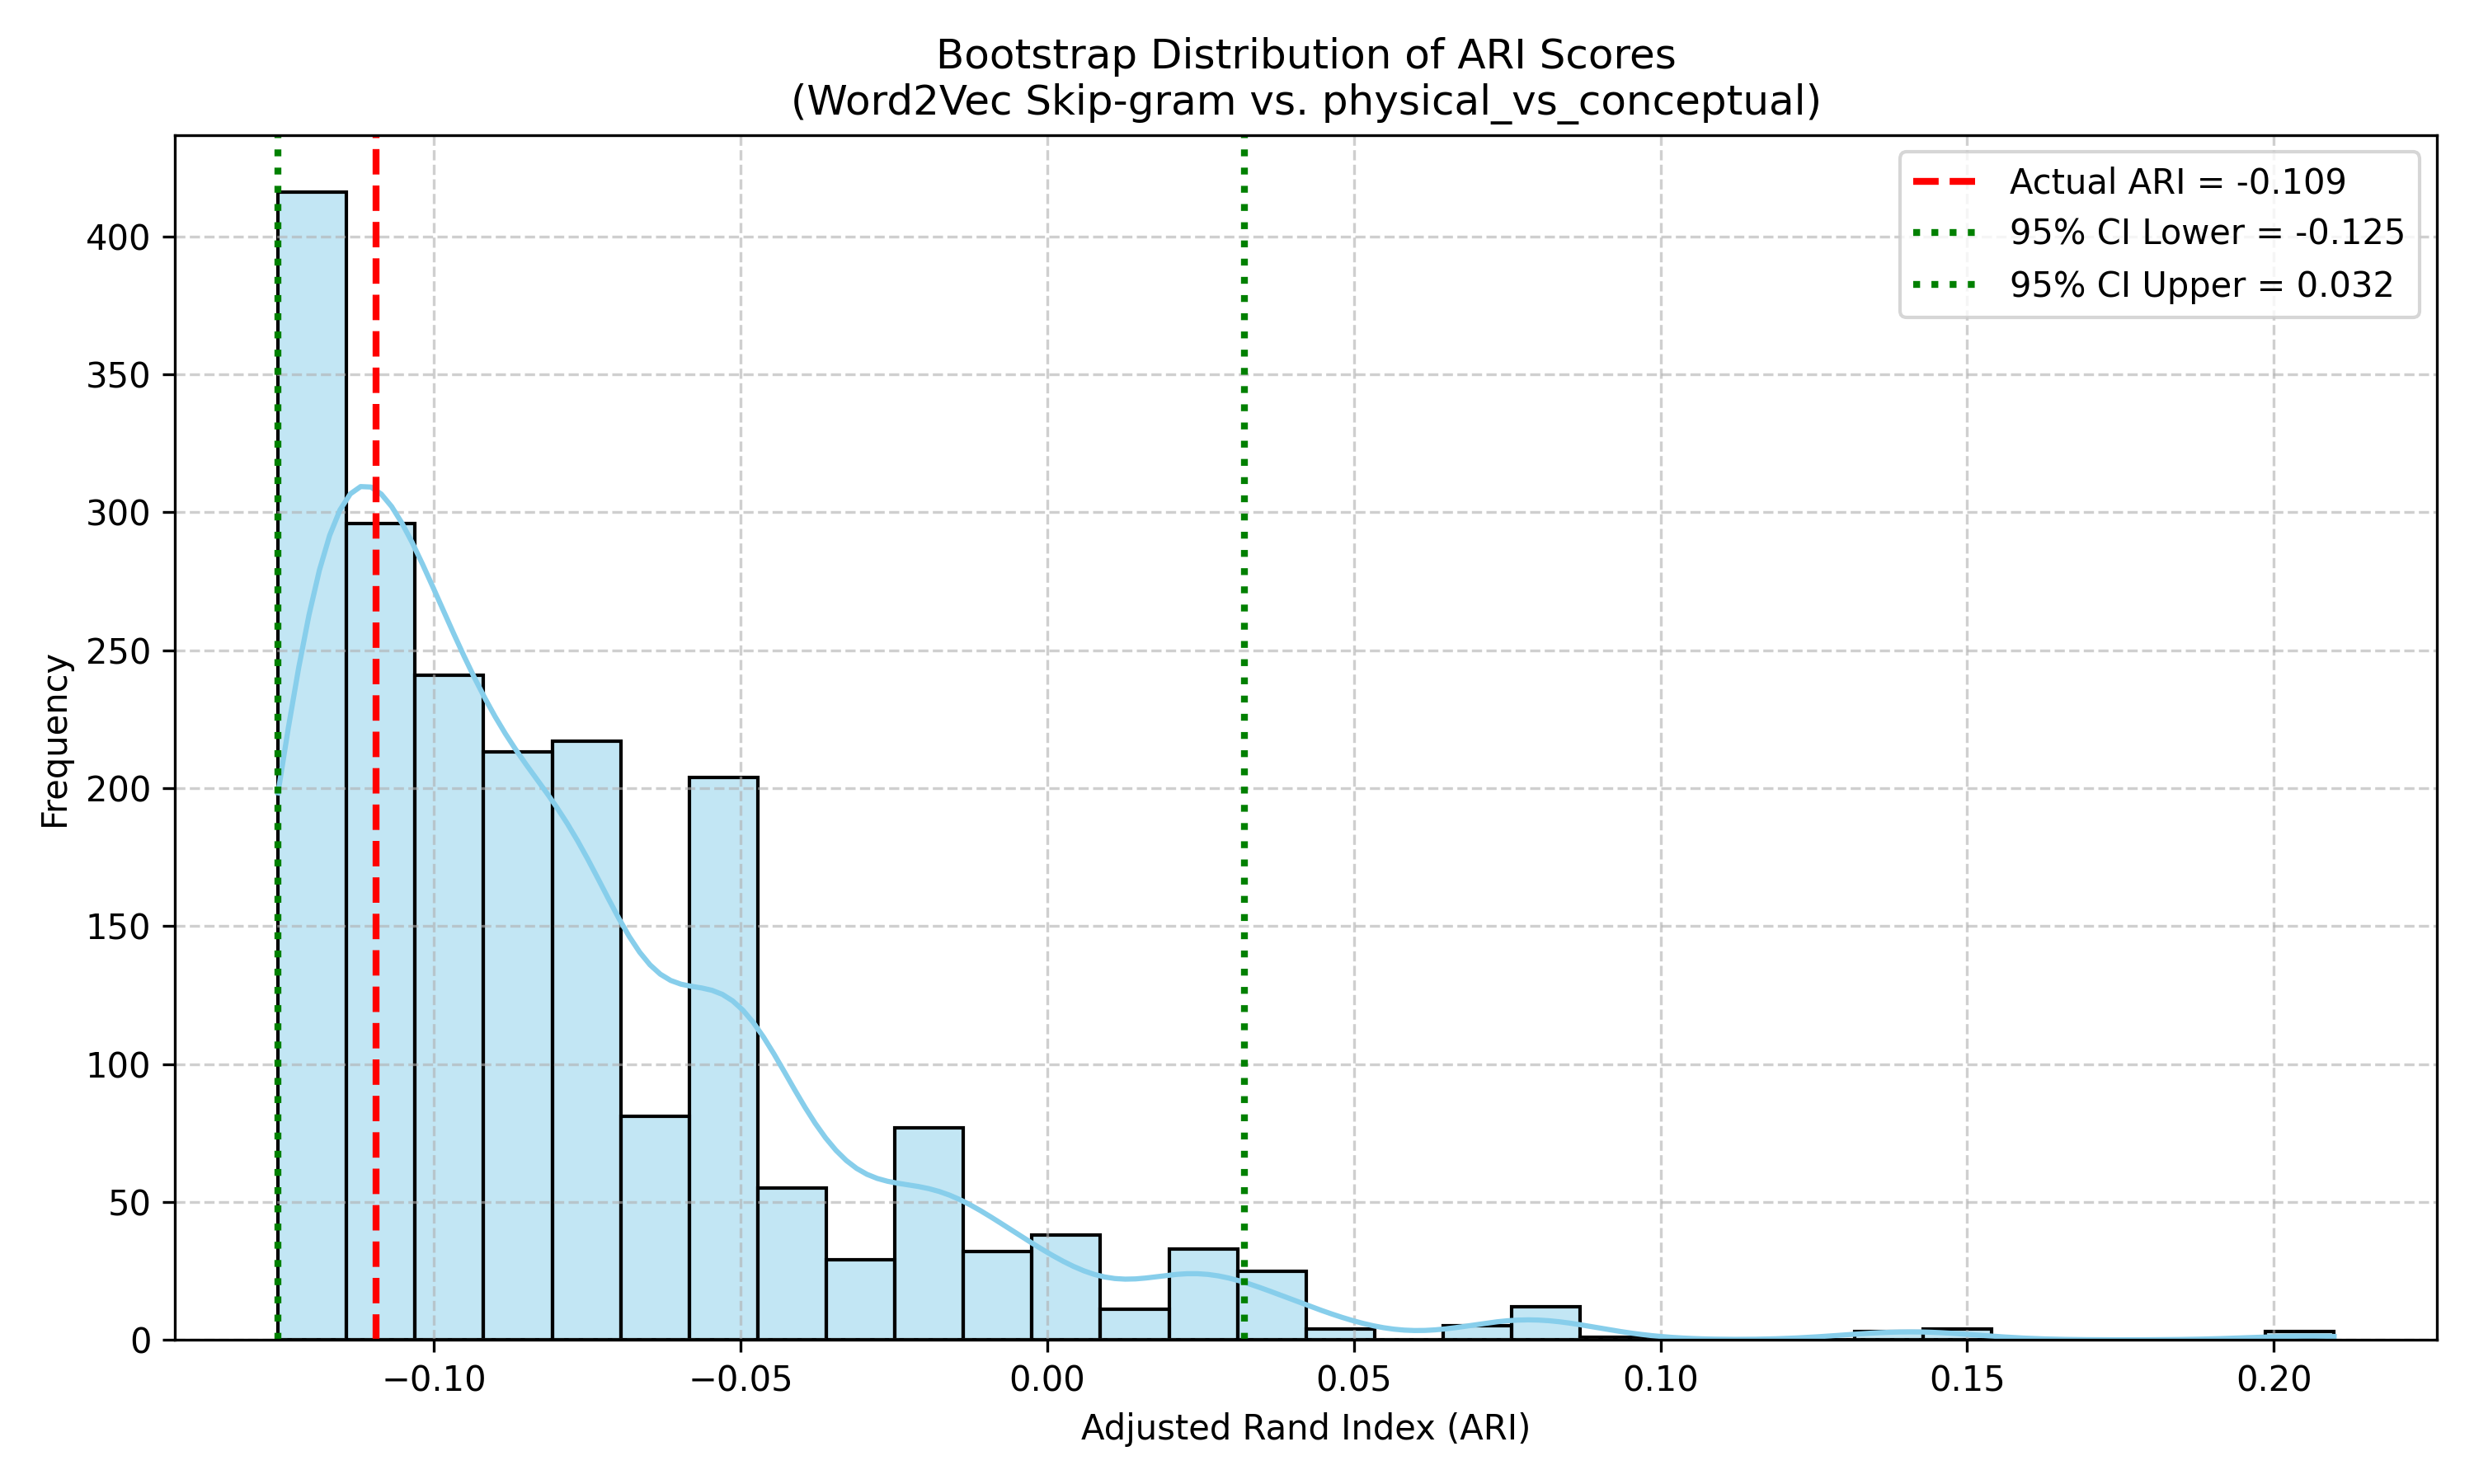 Bootstrap Distribution of ARI Scores
(Word2Vec Skip-gram vs. physical_vs_conceptual)
Actual ARI = -0.109
95% CI Lower = -0.125
95% CI Upper = 0.032
Frequency
400
350
300
250
200
150
100
50
0
−0.10 −0.05 0.00 0.05 0.10 0.15 0.20
Adjusted Rand Index (ARI)